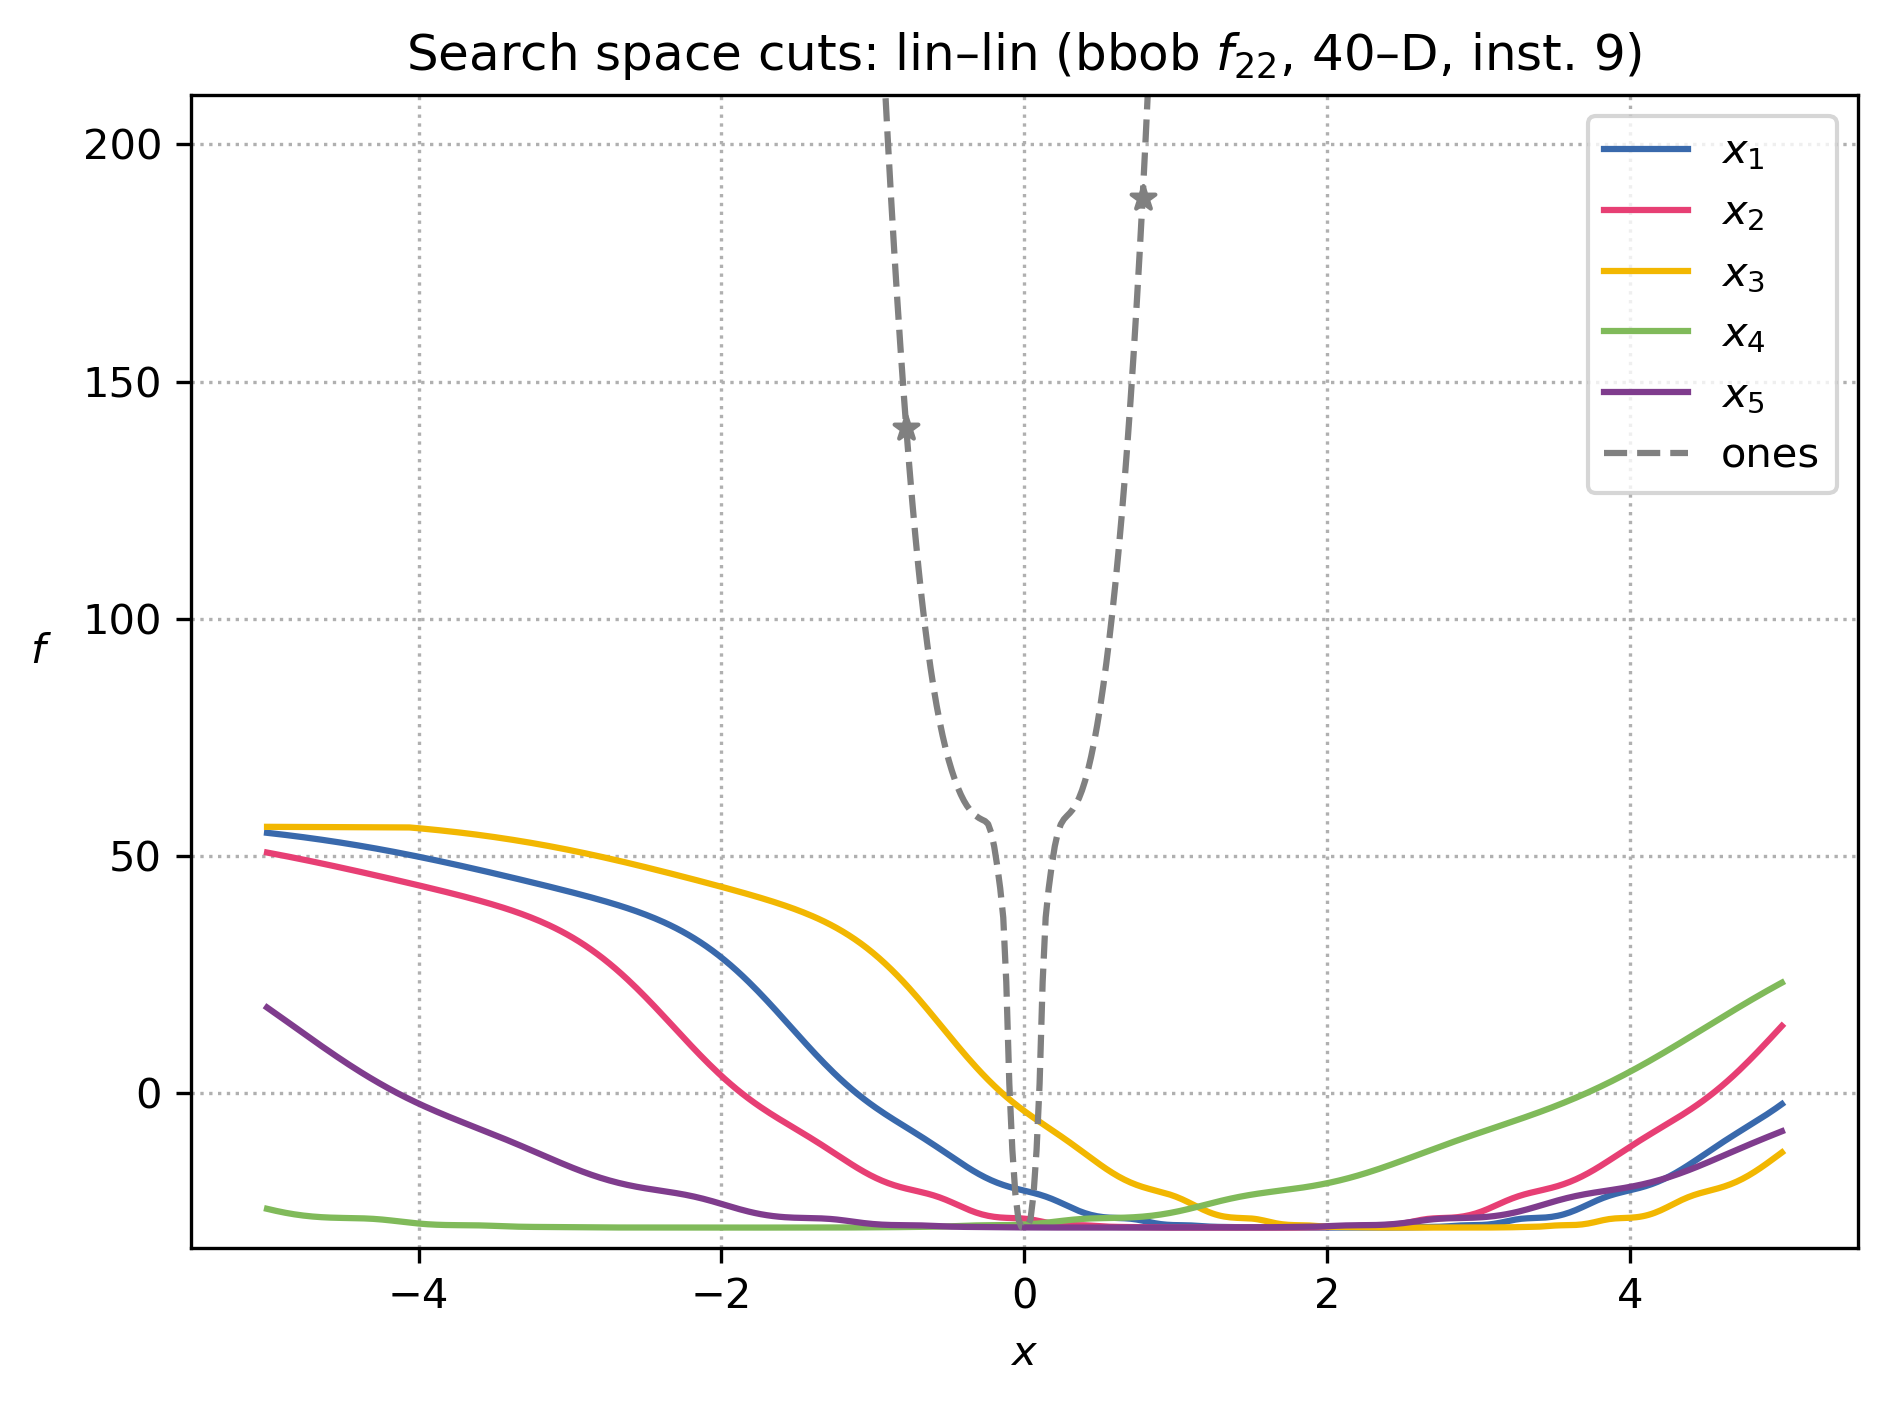 Search space cuts: lin–lin (bbob f22, 40–D, inst. 9)
200
150
100
50
0
f
−4
−2
0
2
4
x
x1
x2
x3
x4
x5
ones